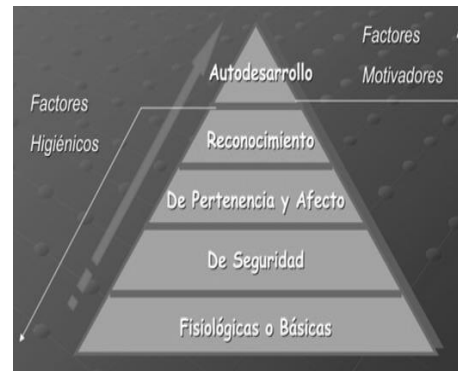 Factores
Motivadores
Autodesarrollo
Factores
Higiénicos
Reconocimiento
De Pertenencia y Afecto
De Seguridad
Fisiológicas o Básicas